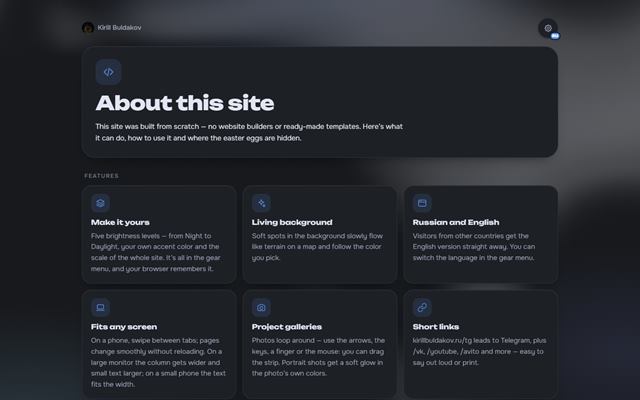 Kirill Buldakov
RU
About this site
This site was built from scratch — no website builders or ready-made templates. Here's what
it can do, how to use it and where the easter eggs are hidden.
FEATURES
Make it yours
Five brightness levels — from Night to
Daylight, your own accent color and the
scale of the whole site. It's all in the gear
menu, and your browser remembers it.
Living background
Soft spots in the background slowly flow
like terrain on a map and follow the color
you pick.
Russian and English
Visitors from other countries get the
English version straight away. You can
switch the language in the gear menu.
Fits any screen
On a phone, swipe between tabs; pages
change smoothly without reloading. On a
large monitor the column gets wider and
small text larger; on a small phone the text
fits the width.
Project galleries
Photos loop around — use the arrows, the
keys, a finger or the mouse: you can drag
the strip. Portrait shots get a soft glow in
the photo's own colors.
Short links
kirillbuldakov.ru/tg leads to Telegram, plus
/vk, /youtube, /avito and more — easy to
say out loud or print.